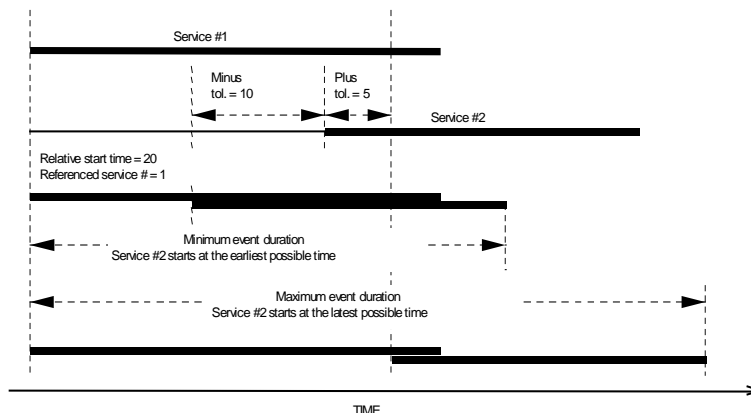 Service #1
Minus
tol. = 10
Plus
tol. = 5
Service #2
Relative start time = 20
Referenced service # = 1
Minimum event duration
Service #2 starts at the earliest possible time
Maximum event duration
Service #2 starts at the latest possible time
TIME